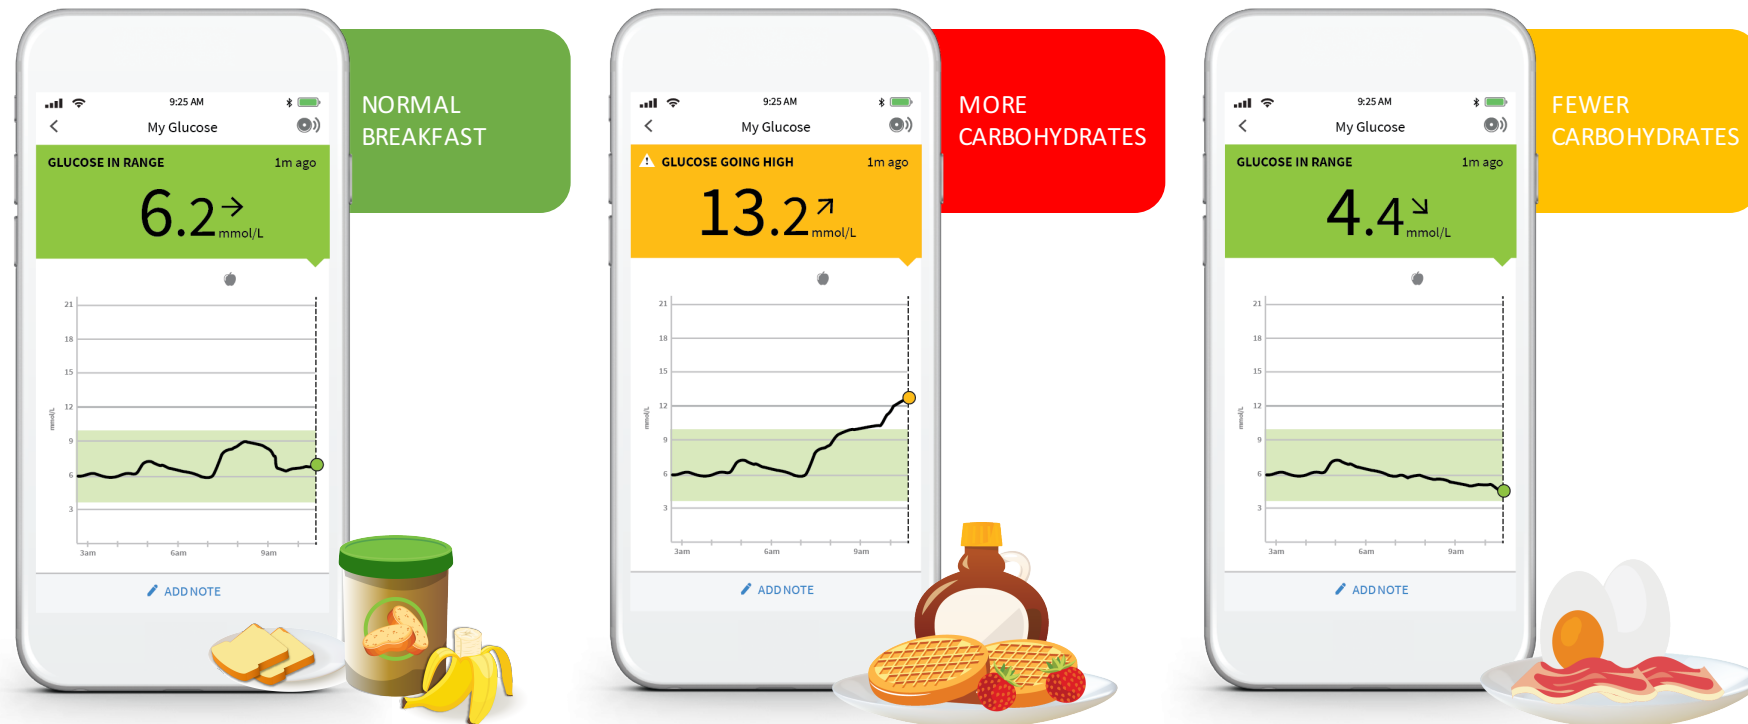 9:25 AM
My Glucose
GLUCOSE IN RANGE 1m ago
6.2→
mmol/L
21
18
15
12
9
6
3
mmol/L
3am 6am 9am
ADD NOTE
NORMAL
BREAKFAST
9:25 AM
My Glucose
GLUCOSE GOING HIGH 1m ago
13.2↗
mmol/L
21
18
15
12
9
6
3
mmol/L
3am 6am 9am
ADD NOTE
MORE
CARBOHYDRATES
9:25 AM
My Glucose
GLUCOSE IN RANGE 1m ago
4.4↘
mmol/L
21
18
15
12
9
6
3
mmol/L
3am 6am 9am
ADD NOTE
FEWER
CARBOHYDRATES